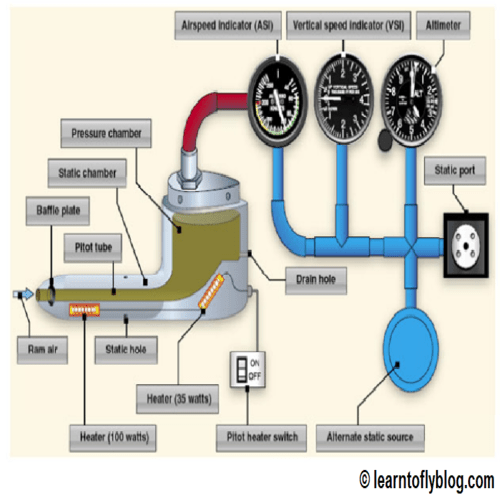 Airspeed indicator (ASI)
Vertical speed indicator (VSI)
Altimeter
Pressure chamber
Static chamber
Baffle plate
Pitot tube
Static port
Drain hole
Ram air
Static hole
ON
OFF
Heater (35 watts)
Heater (100 watts)
Pitot heater switch
Alternate static source
© learntoflyblog.com